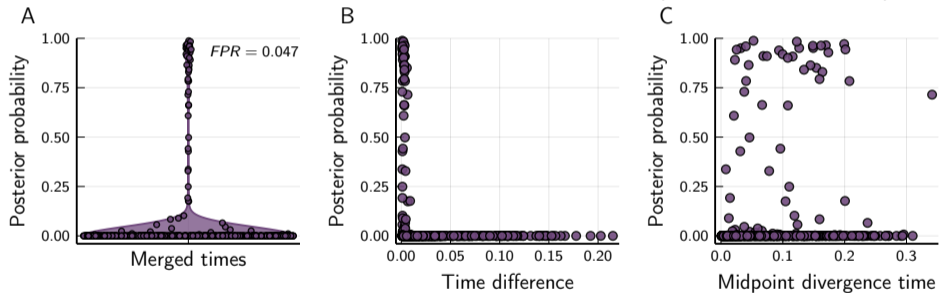 A
Posterior probability
1.00
0.75
0.50
0.25
0.00
FPR = 0.047
Merged times
B
Posterior probability
1.00
0.75
0.50
0.25
0.00
0.00 0.05 0.10 0.15 0.20
Time difference
C
Posterior probability
1.00
0.75
0.50
0.25
0.00
0.0 0.1 0.2 0.3
Midpoint divergence time